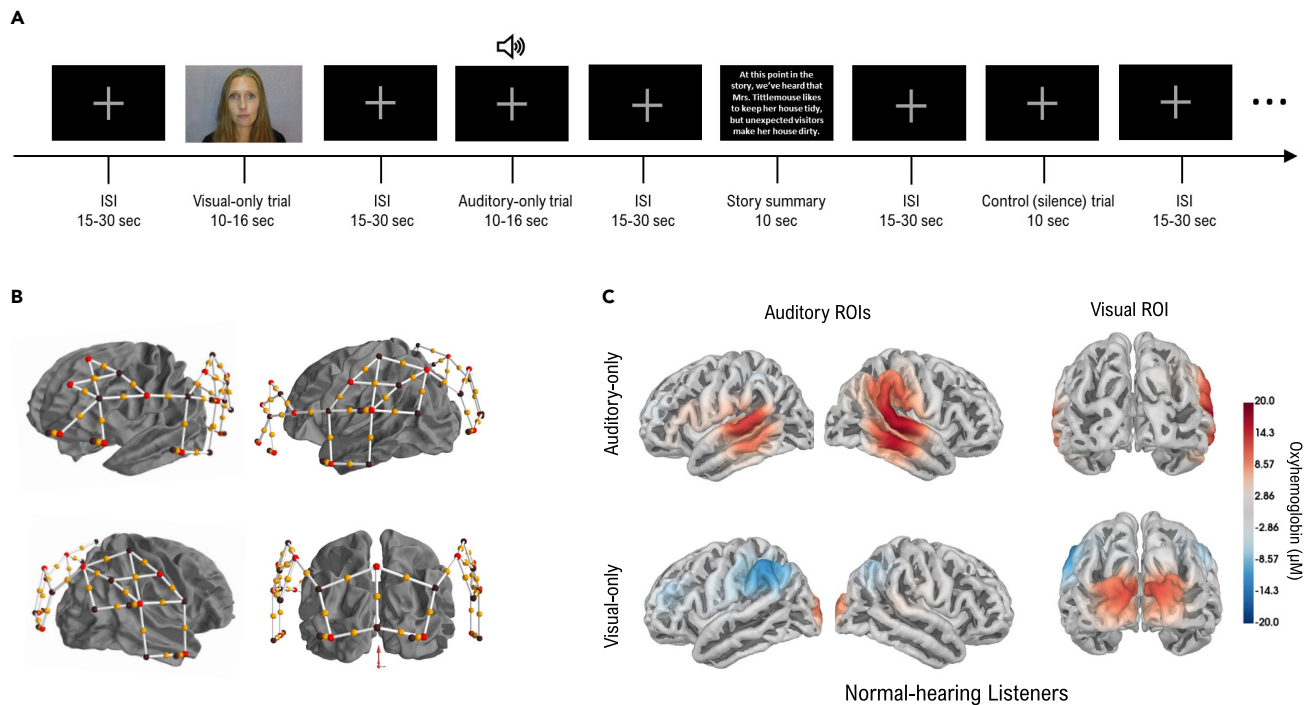 A
At this point in the
story, we've heard that
Mrs. Tittlemouse likes
to keep her house tidy,
but unexpected visitors
make her house dirty.
...
ISI
15-30 sec
Visual-only trial
10-16 sec
ISI
15-30 sec
Auditory-only trial
10-16 sec
ISI
15-30 sec
Story summary
10 sec
ISI
15-30 sec
Control (silence) trial
10 sec
ISI
15-30 sec
B
C
Auditory ROIs
Visual ROI
Auditory-only
Visual-only
20.0
14.3
8.57
2.86
-2.86
-8.57
-14.3
-20.0
Oxyhemoglobin (μM)
Normal-hearing Listeners